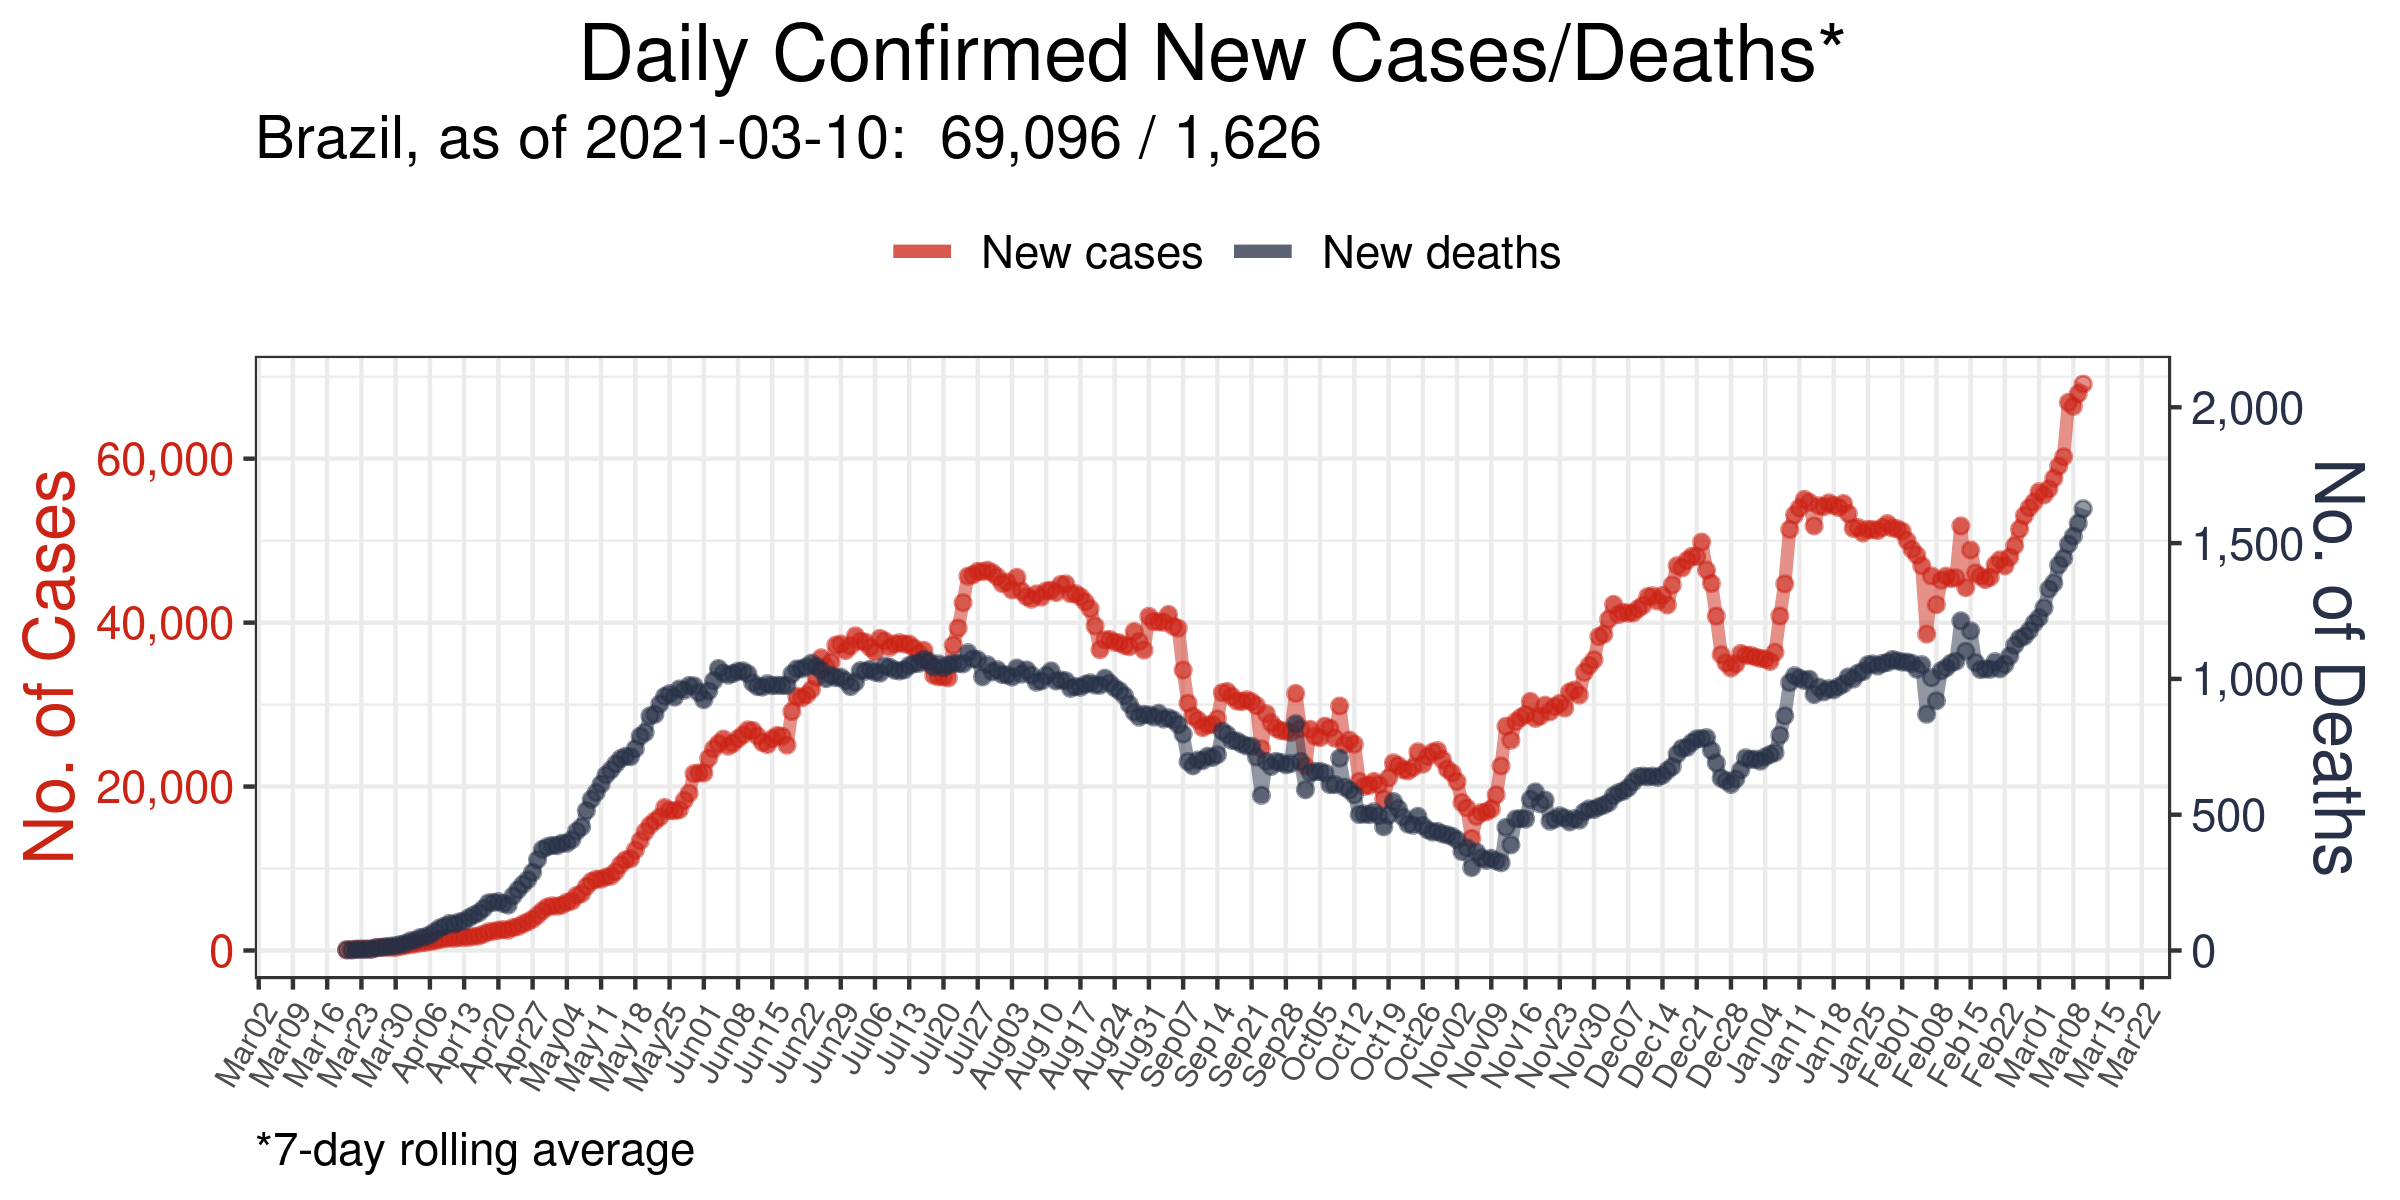 Daily Confirmed New Cases/Deaths*
Brazil, as of 2021-03-10:  69,096 / 1,626
New cases
New deaths
No. of Cases
60,000
40,000
20,000
0
2,000
1,500
1,000
500
0
No. of Deaths
Mar02
Mar09
Mar16
Mar23
Mar30
Apr06
Apr13
Apr20
Apr27
May04
May11
May18
May25
Jun01
Jun08
Jun15
Jun22
Jun29
Jul06
Jul13
Jul20
Jul27
Aug03
Aug10
Aug17
Aug24
Aug31
Sep07
Sep14
Sep21
Sep28
Oct05
Oct12
Oct19
Oct26
Nov02
Nov09
Nov16
Nov23
Nov30
Dec07
Dec14
Dec21
Dec28
Jan04
Jan11
Jan18
Jan25
Feb01
Feb08
Feb15
Feb22
Mar01
Mar08
Mar15
Mar22
*7-day rolling average